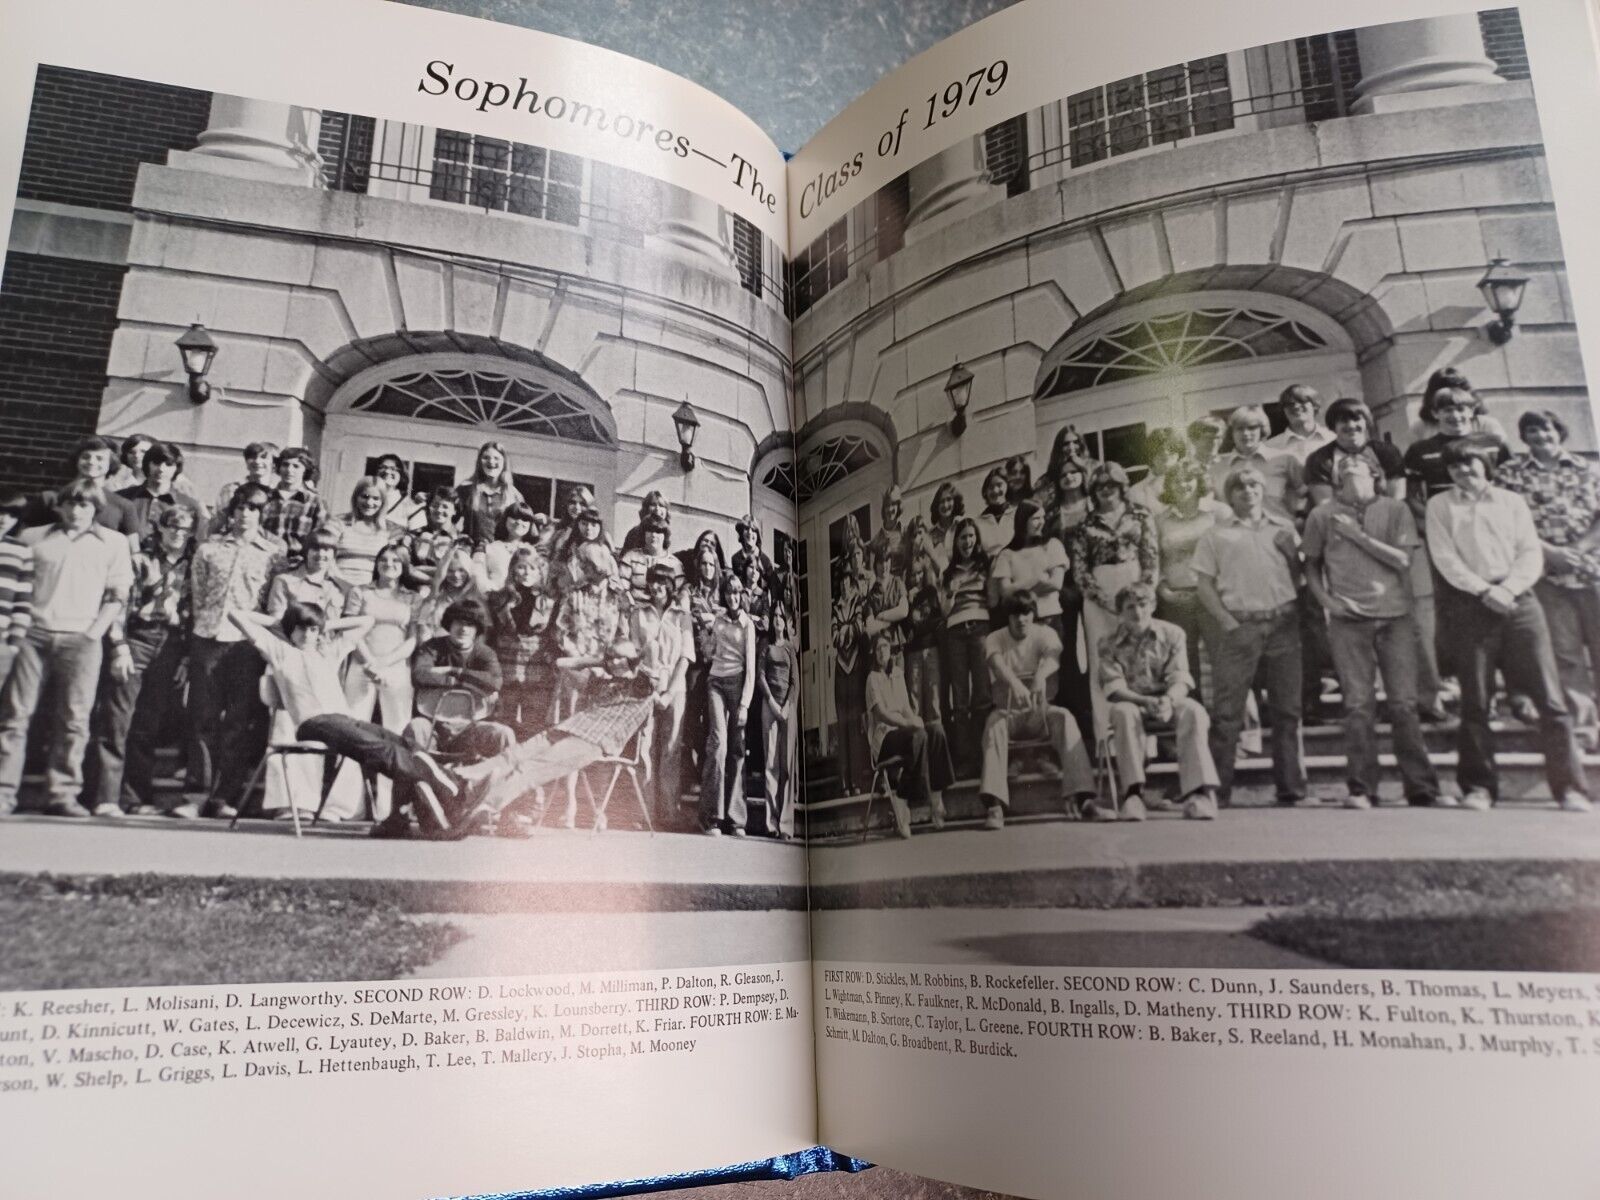 Sophomores—The Class of 1979
: K. Reesher, L. Molisani, D. Langworthy. SECOND ROW: D. Lockwood, M. Milliman, P. Dalton, R. Gleason, J.
unt, D. Kinnicutt, W. Gates, L. Decewicz, S. DeMarte, M. Gressley, K. Lounsberry. THIRD ROW: P. Dempsey, D.
ton, V. Mascho, D. Case, K. Atwell, G. Lyautey, D. Baker, B. Baldwin, M. Dorrett, K. Friar. FOURTH ROW: E. Ma-
rson, W. Shelp, L. Griggs, L. Davis, L. Hettenbaugh, T. Lee, T. Mallery, J. Stopha, M. Mooney
FIRST ROW: D. Stickles, M. Robbins, B. Rockefeller. SECOND ROW: C. Dunn, J. Saunders, B. Thomas, L. Meyers, S
L. Wightman, S. Pinney, K. Faulkner, R. McDonald, B. Ingalls, D. Matheny. THIRD ROW: K. Fulton, K. Thurston, K
T. Wikemann, B. Sortore, C. Taylor, L. Greene. FOURTH ROW: B. Baker, S. Reeland, H. Monahan, J. Murphy, T. S
Schmitt, M. Dalton, G. Broadbent, R. Burdick.